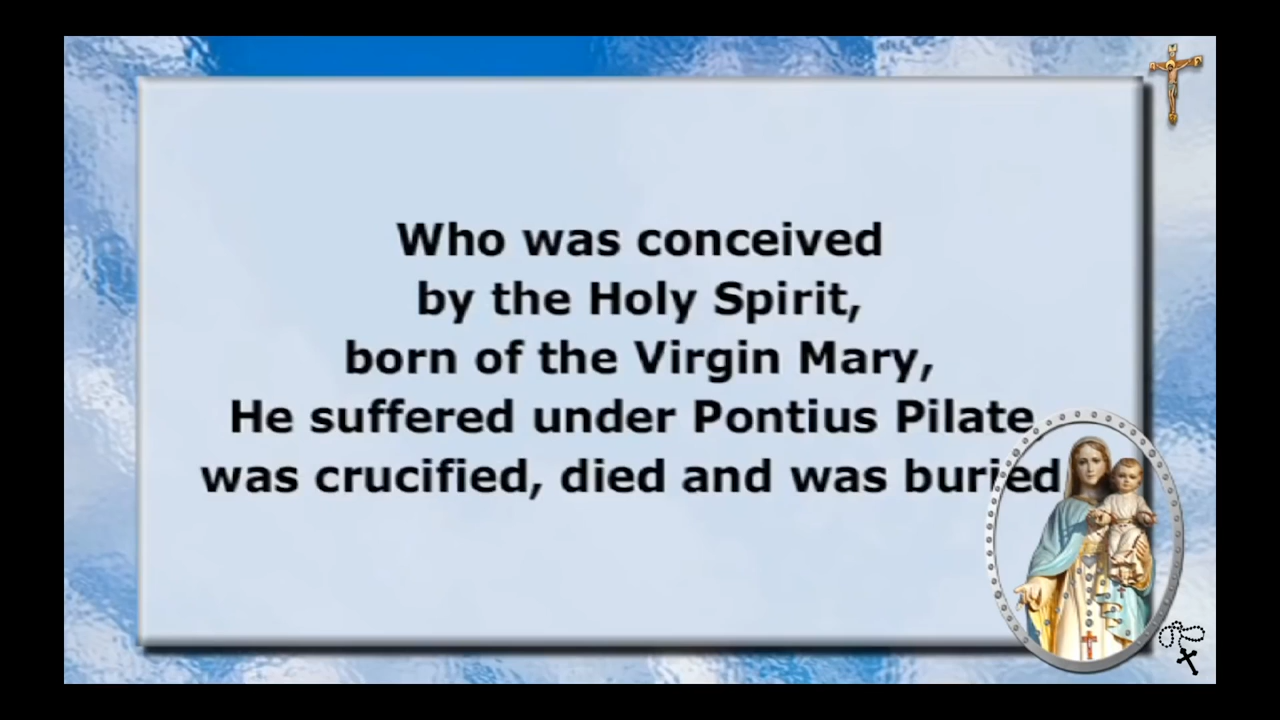 Who was conceived
by the Holy Spirit,
born of the Virgin Mary,
He suffered under Pontius Pilate,
was crucified, died and was buried